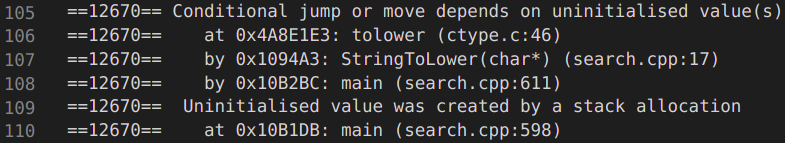 105 ==12670== Conditional jump or move depends on uninitialised value(s)
106 ==12670==    at 0x4A8E1E3: tolower (ctype.c:46)
107 ==12670==    by 0x1094A3: StringToLower(char*) (search.cpp:17)
108 ==12670==    by 0x10B2BC: main (search.cpp:611)
109 ==12670==  Uninitialised value was created by a stack allocation
110 ==12670==    at 0x10B1DB: main (search.cpp:598)